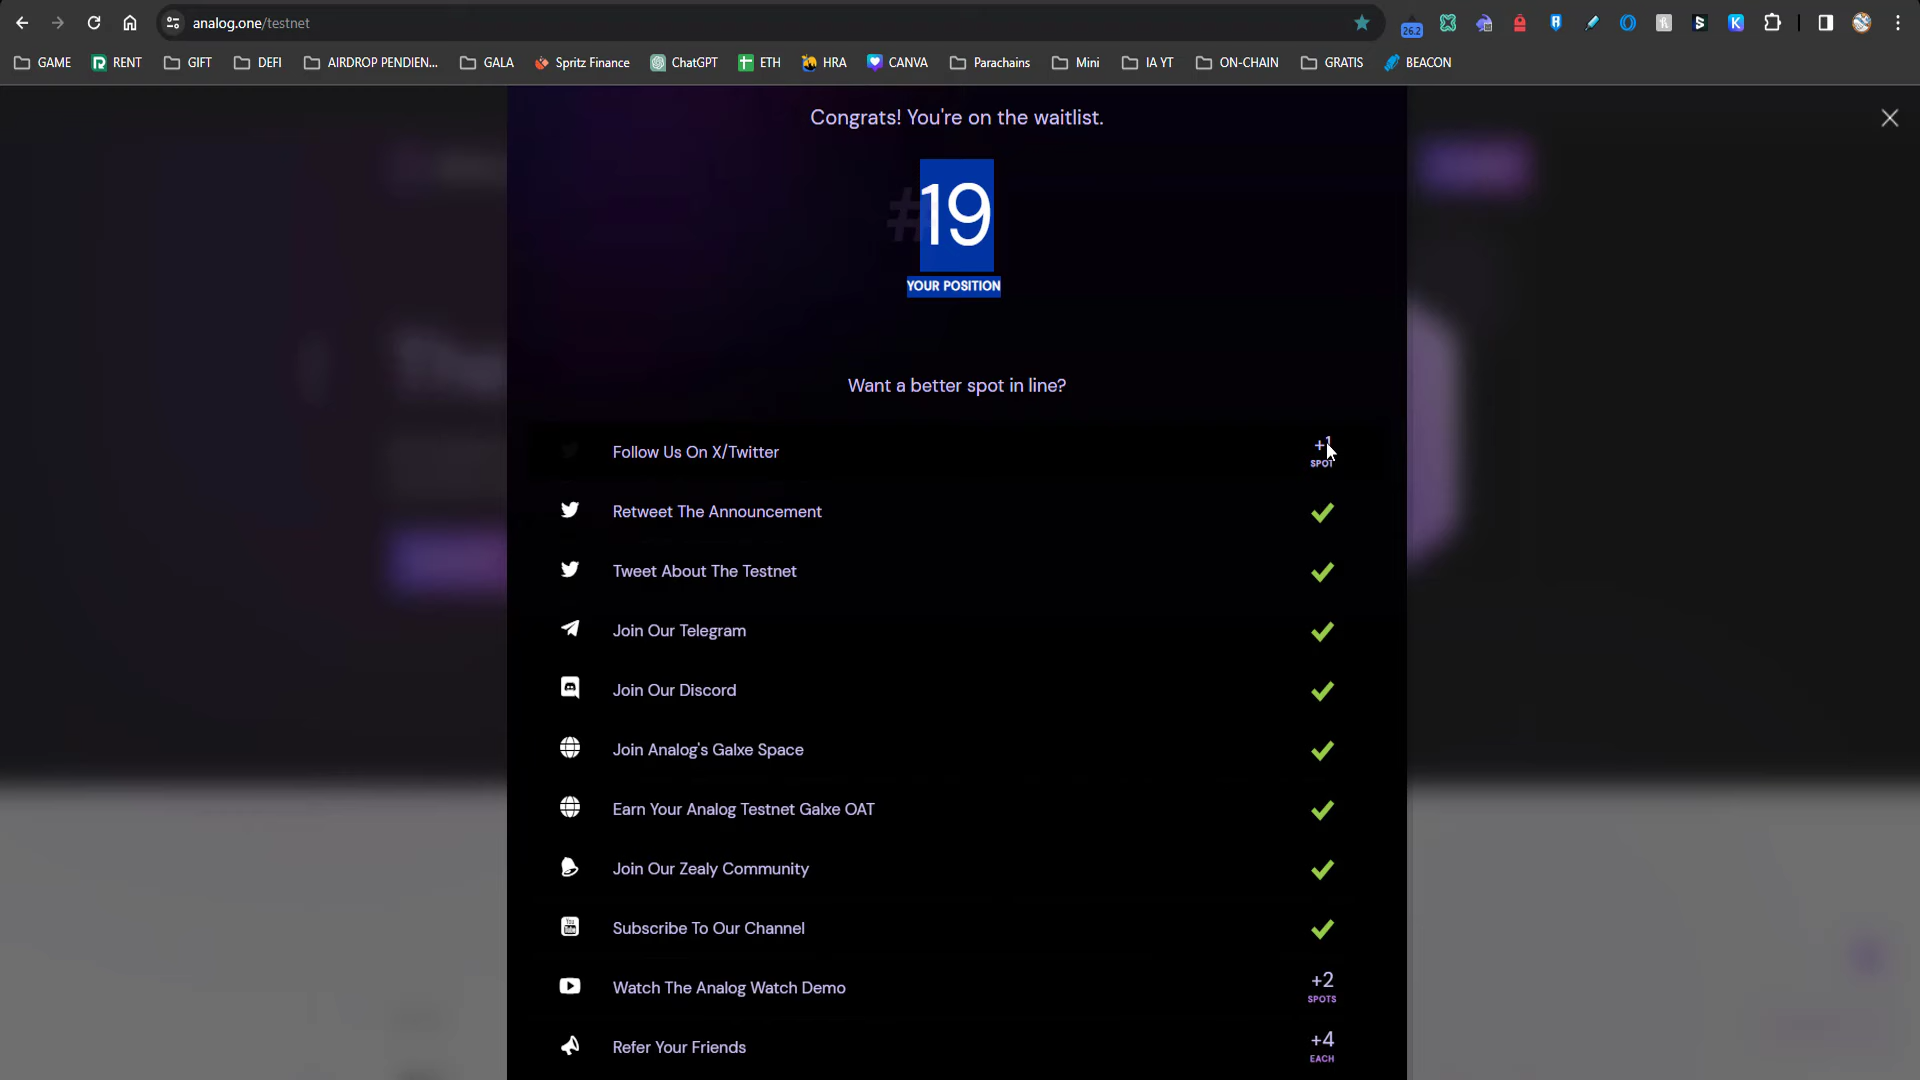 analog.one/testnet
26.2
GAME
RENT
GIFT
DEFI
AIRDROP PENDIEN...
GALA
Spritz Finance
ChatGPT
ETH
HRA
CANVA
Parachains
Mini
IA YT
ON-CHAIN
GRATIS
BEACON
Congrats! You're on the waitlist.
#19
YOUR POSITION
Want a better spot in line?
Follow Us On X/Twitter
+1
SPOT
Retweet The Announcement
Tweet About The Testnet
Join Our Telegram
Join Our Discord
Join Analog's Galxe Space
Earn Your Analog Testnet Galxe OAT
Join Our Zealy Community
Subscribe To Our Channel
Watch The Analog Watch Demo
+2
SPOTS
Refer Your Friends
+4
EACH